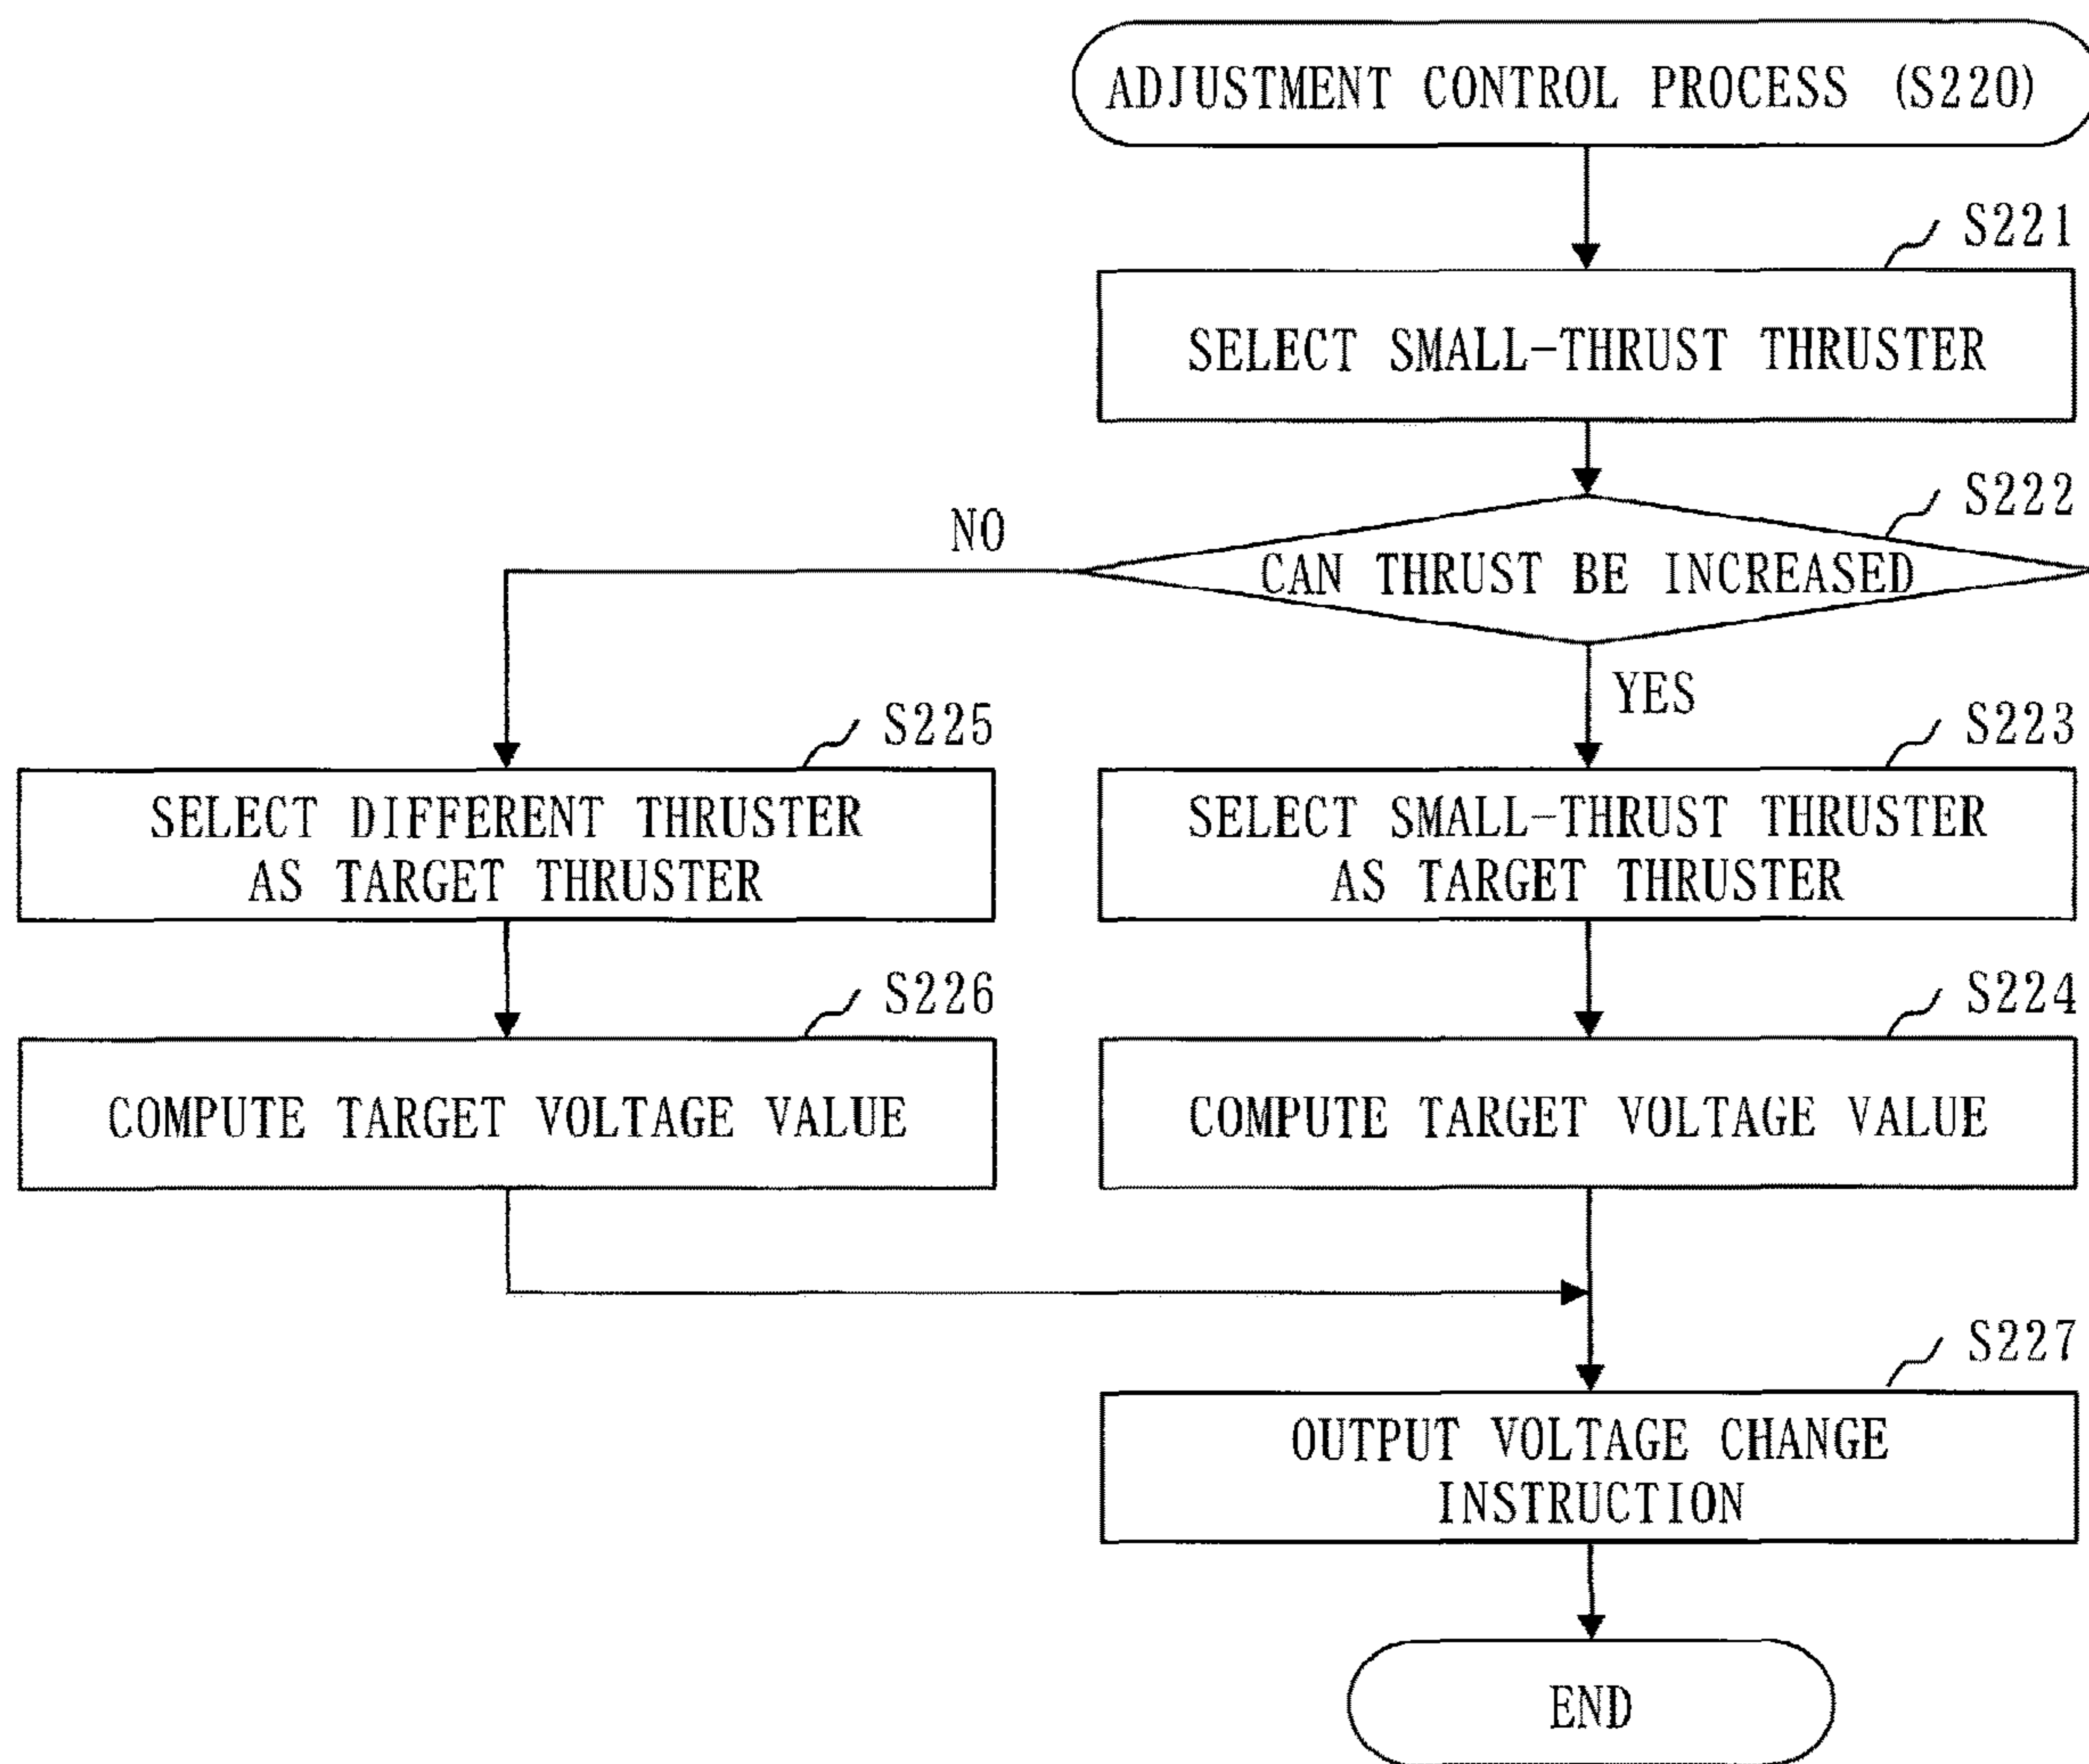 ADJUSTMENT CONTROL PROCESS (S220)
S221
SELECT SMALL-THRUST THRUSTER
S222
CAN THRUST BE INCREASED
NO
YES
S225
SELECT DIFFERENT THRUSTER
AS TARGET THRUSTER
S223
SELECT SMALL-THRUST THRUSTER
AS TARGET THRUSTER
S226
COMPUTE TARGET VOLTAGE VALUE
S224
COMPUTE TARGET VOLTAGE VALUE
S227
OUTPUT VOLTAGE CHANGE
INSTRUCTION
END